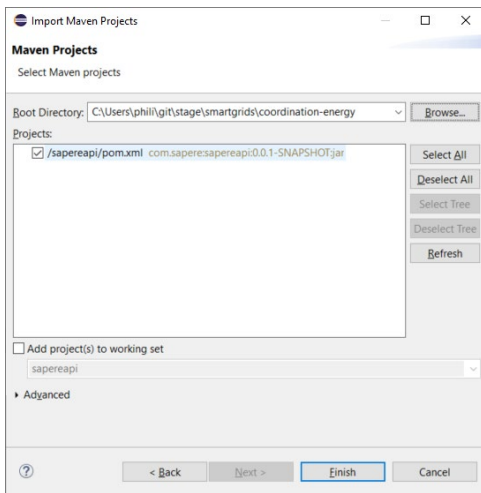 Import Maven Projects
Maven Projects
Select Maven projects
Root Directory: C:\Users\phili\git\stage\smartgrids\coordination-energy Browse...
Projects:
/sapereapi/pom.xml com.sapere:sapereapi:0.0.1-SNAPSHOT:jar
Select All
Deselect All
Select Tree
Deselect Tree
Refresh
Add project(s) to working set
sapereapi
Advanced
? < Back Next > Finish Cancel